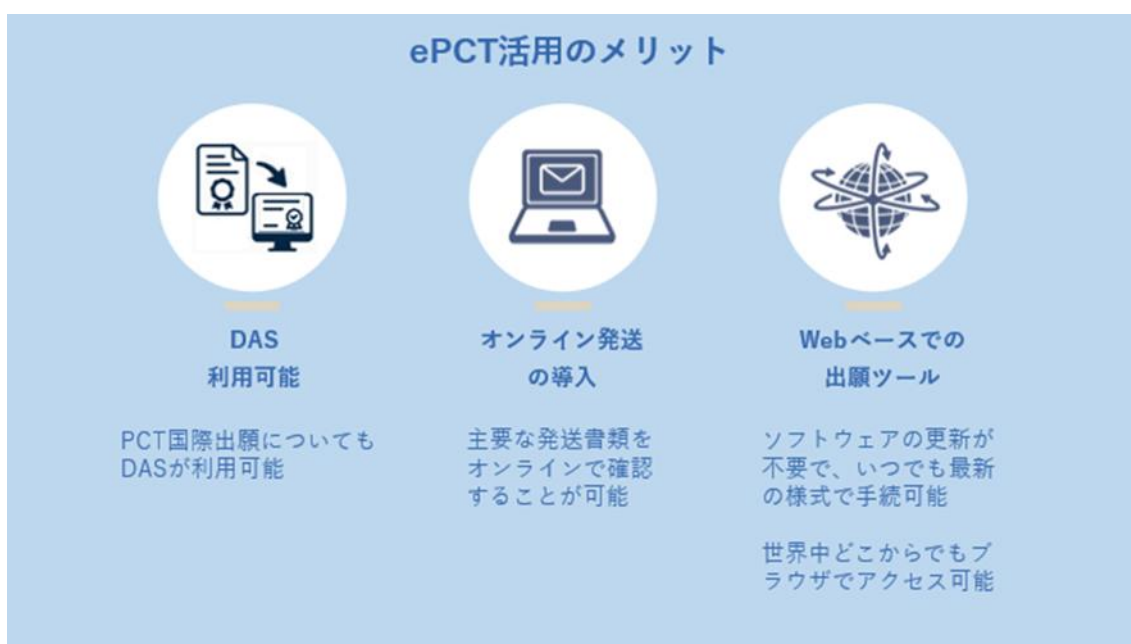 ePCT活用のメリット
DAS
利用可能
PCT国際出願についても
DASが利用可能
オンライン発送
の導入
主要な発送書類を
オンラインで確認
することが可能
Webベースでの
出願ツール
ソフトウェアの更新が
不要で、いつでも最新
の様式で手続可能
世界中どこからでもブ
ラウザでアクセス可能